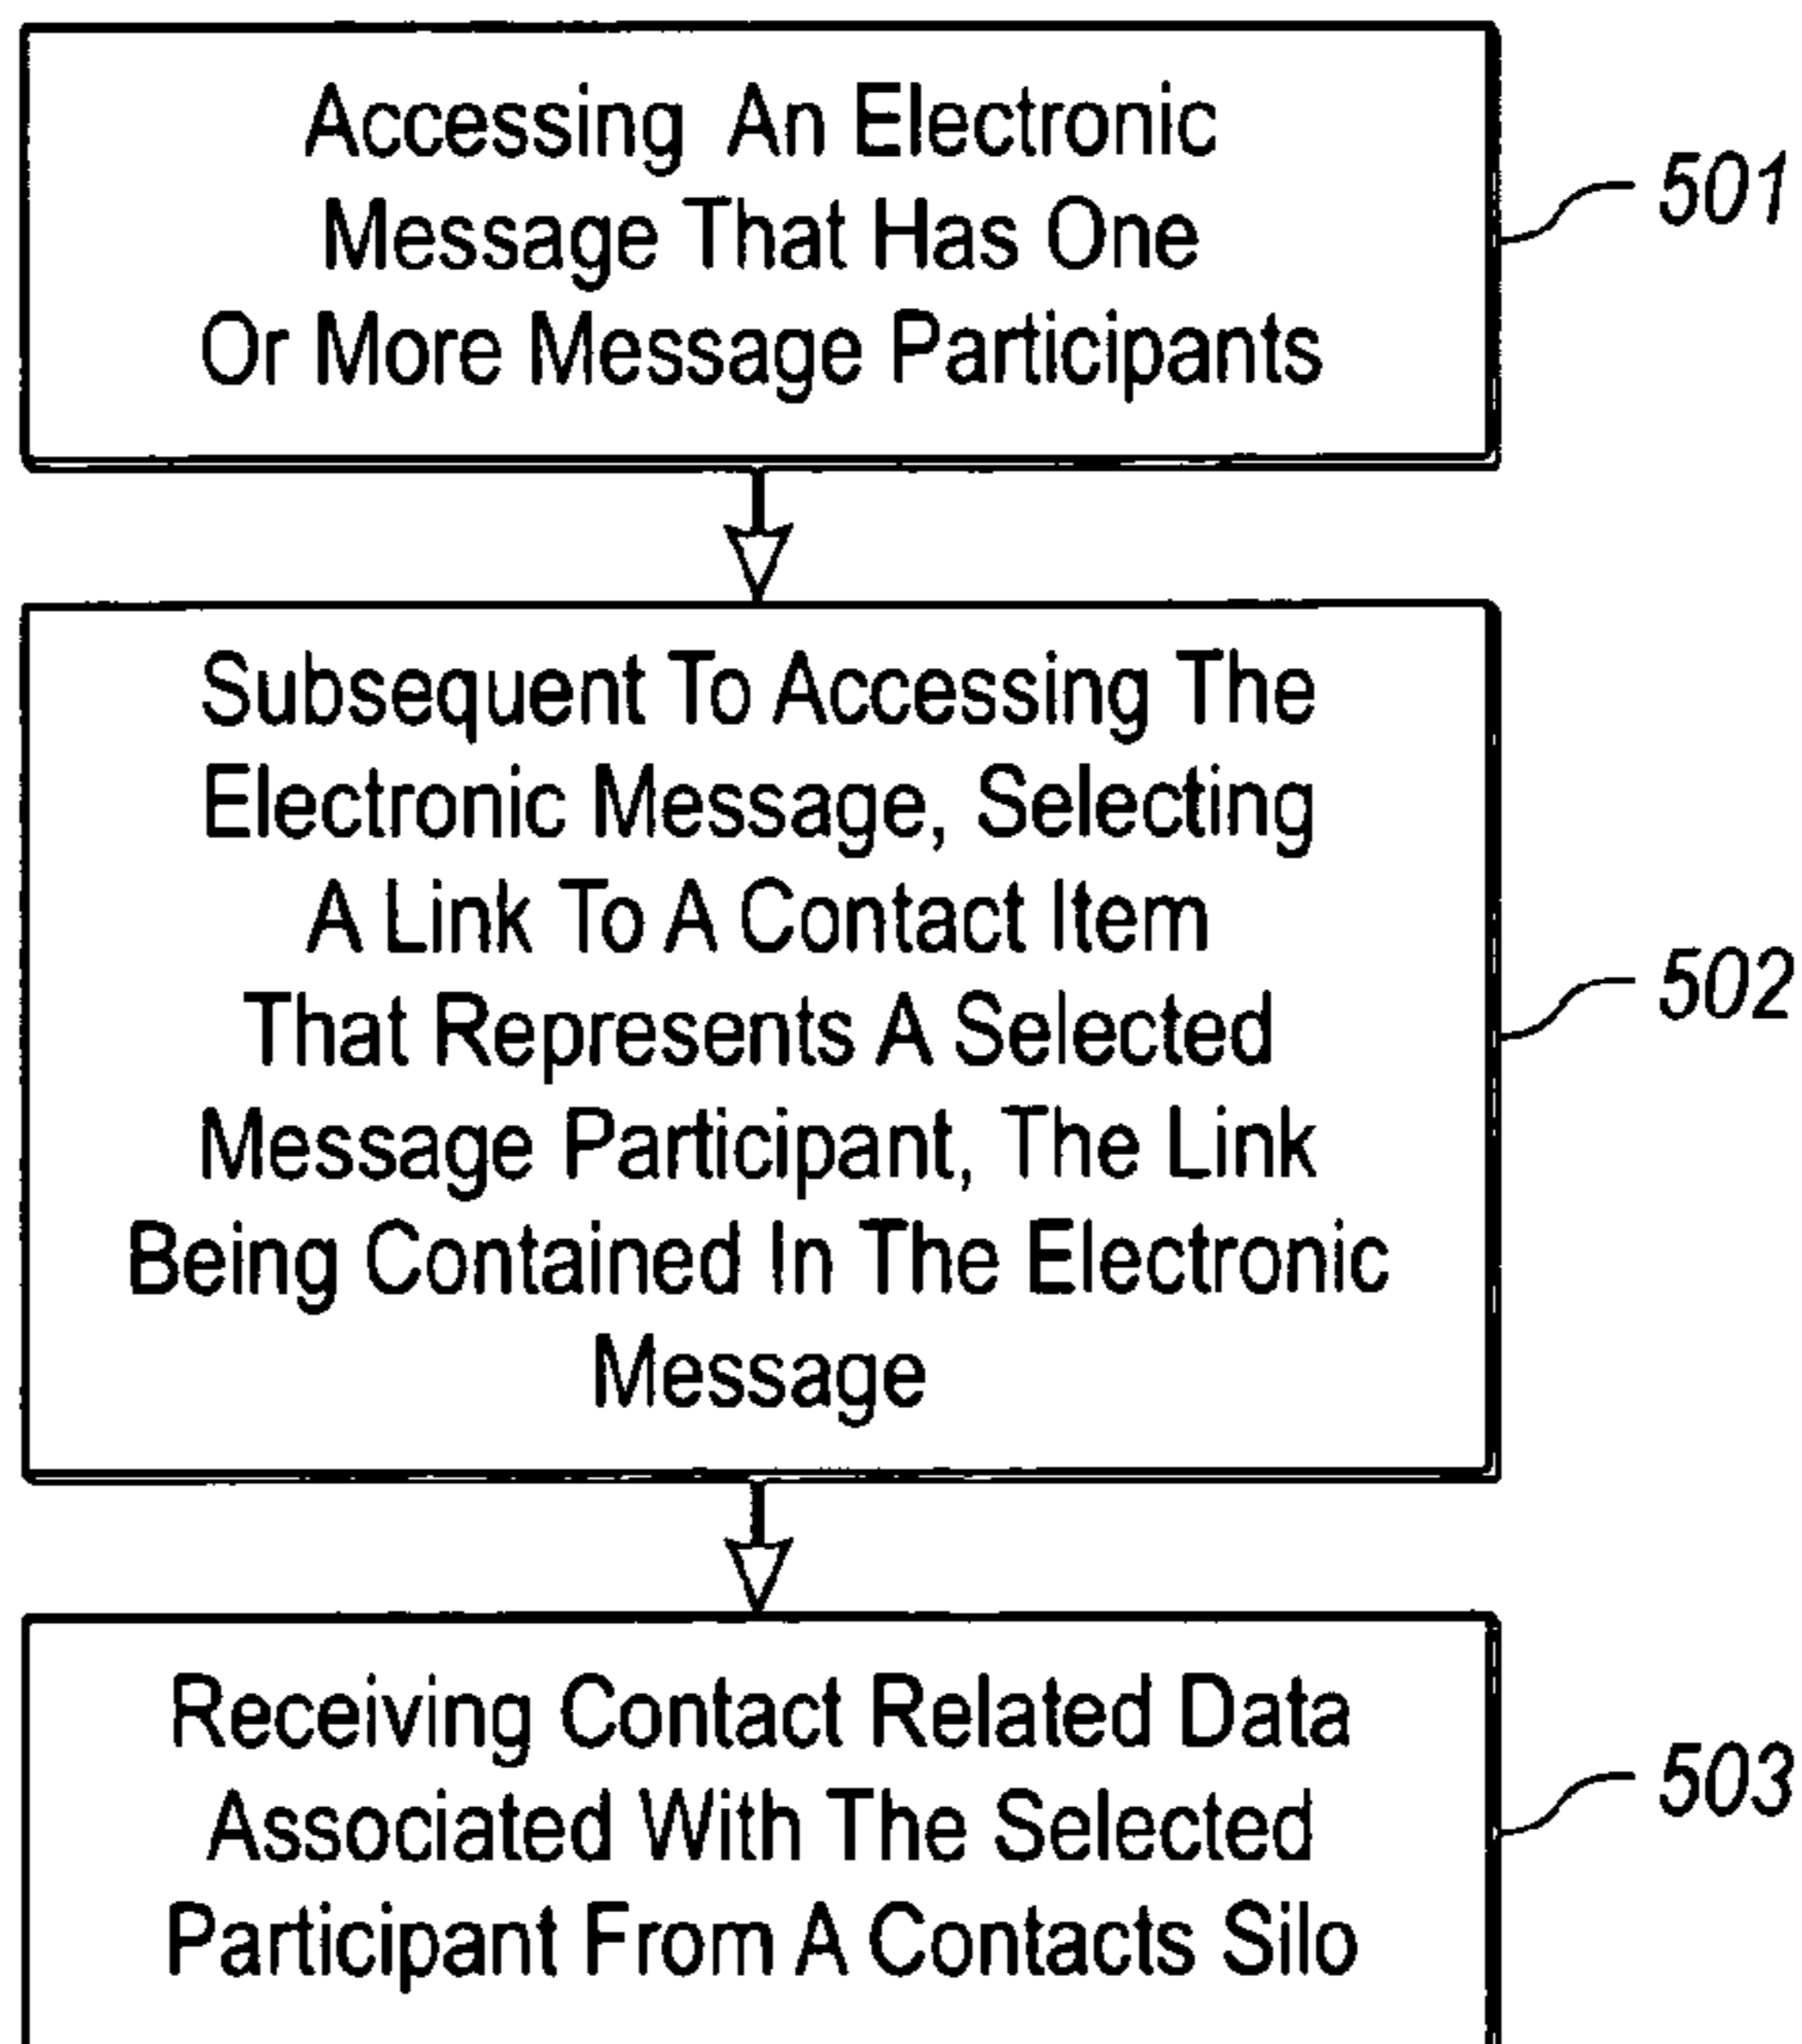 Accessing An Electronic
Message That Has One
Or More Message Participants
501
Subsequent To Accessing The
Electronic Message, Selecting
A Link To A Contact Item
That Represents A Selected
Message Participant, The Link
Being Contained In The Electronic
Message
502
Receiving Contact Related Data
Associated With The Selected
Participant From A Contacts Silo
503